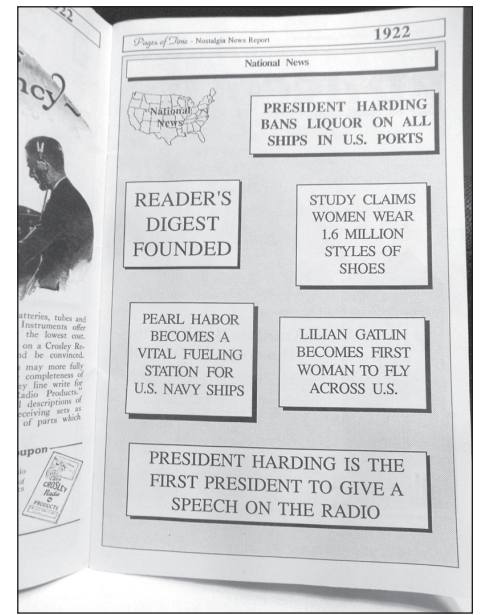 1922
ncy
atteries, tubes and
Instruments offer
the lowest cost.
on a Crosley Re-
nd be convinced.
may more fully
completeness of
ey line write for
adio Products."
descriptions of
eceiving sets as
of parts which
upon
CROSLEY
Radio
PRODUCTS
Pages of Time - Nostalgia News Report
1922
National News
National
News
PRESIDENT HARDING
BANS LIQUOR ON ALL
SHIPS IN U.S. PORTS
READER'S
DIGEST
FOUNDED
STUDY CLAIMS
WOMEN WEAR
1.6 MILLION
STYLES OF
SHOES
PEARL HABOR
BECOMES A
VITAL FUELING
STATION FOR
U.S. NAVY SHIPS
LILIAN GATLIN
BECOMES FIRST
WOMAN TO FLY
ACROSS U.S.
PRESIDENT HARDING IS THE
FIRST PRESIDENT TO GIVE A
SPEECH ON THE RADIO